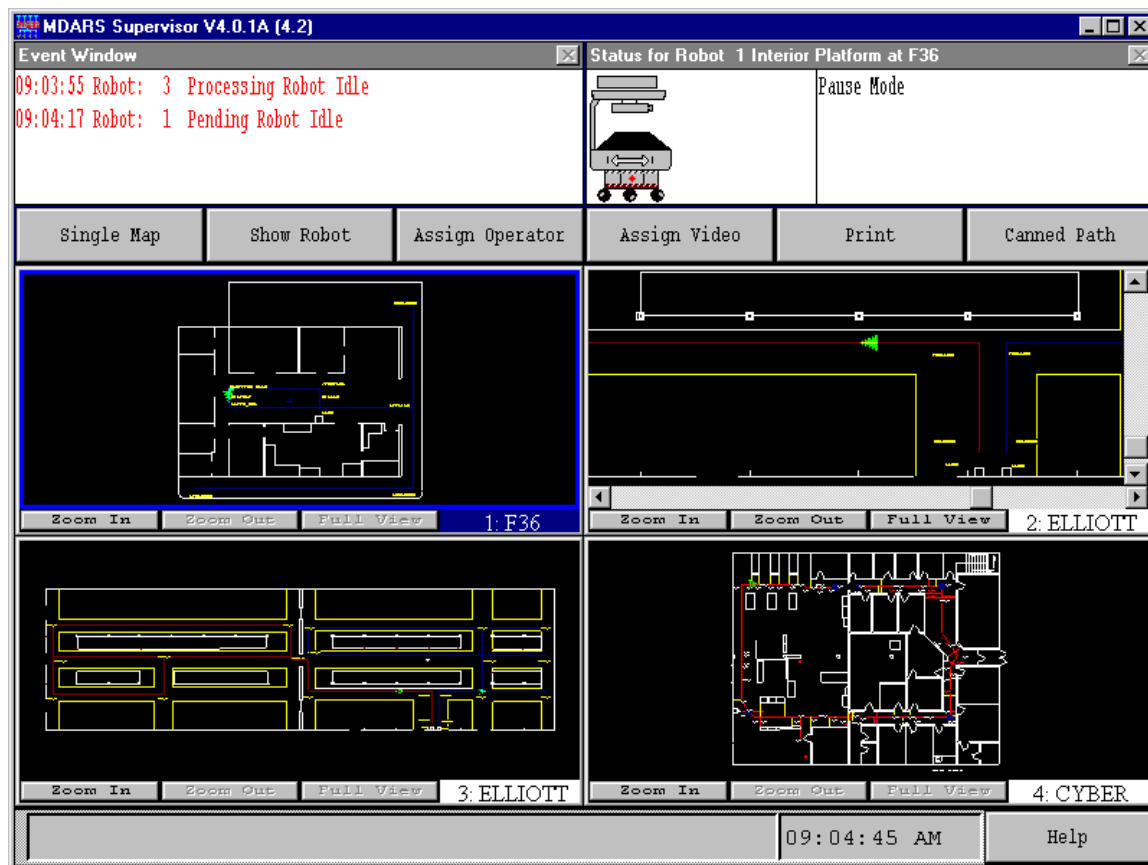 MDARS Supervisor V4.0.1A (4.2)
Event Window
Status for Robot 1 Interior Platform at F36
09:03:55 Robot: 3 Processing Robot Idle
09:04:17 Robot: 1 Pending Robot Idle
Pause Mode
Single Map
Show Robot
Assign Operator
Assign Video
Print
Canned Path
Zoom In
Zoom Out
Full View
1: F36
Zoom In
Zoom Out
Full View
2: ELLIOTT
Zoom In
Zoom Out
Full View
3: ELLIOTT
Zoom In
Zoom Out
Full View
4: CYBER
09:04:45 AM
Help